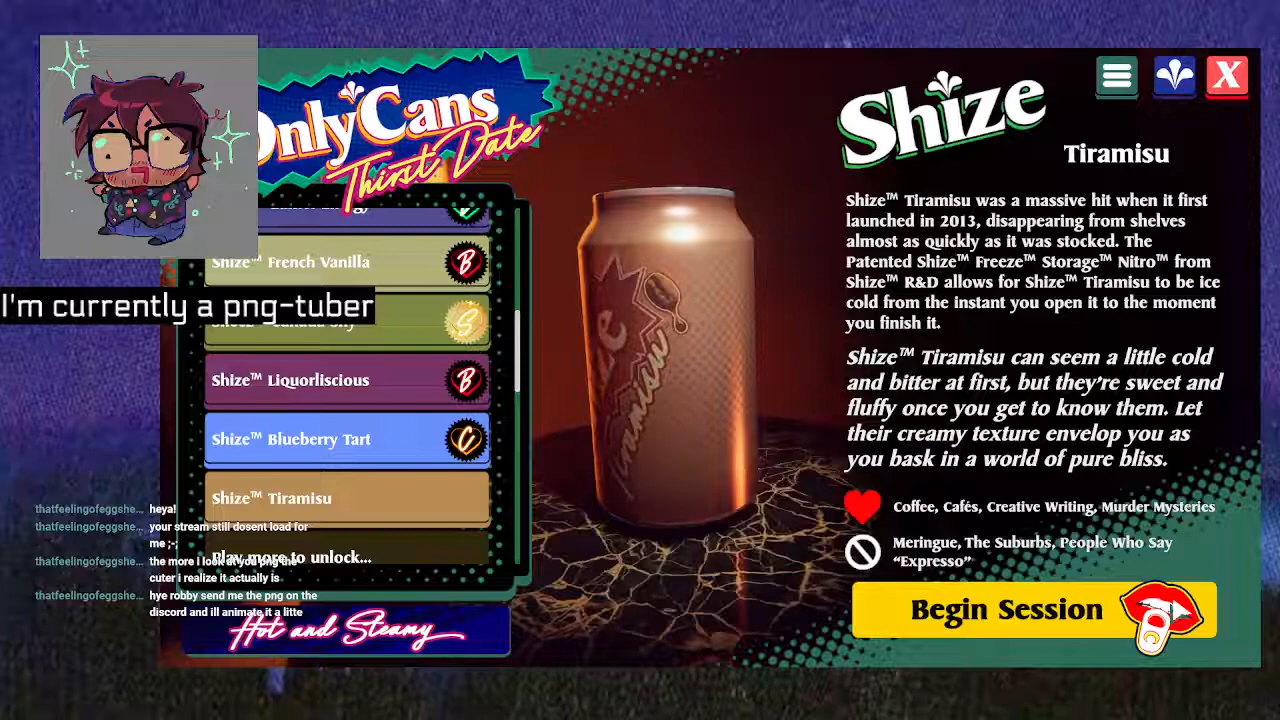 OnlyCans
Thirst Date
Shize™ French Vanilla
B
I'm currently a png-tuber
S
Shize™ Liquorliscious
B
Shize™ Blueberry Tart
C
Shize™ Tiramisu
Play more to unlock...
Hot and Steamy
thatfeelingofeggshe... heya!
thatfeelingofeggshe... your stream still dosent load for
me ;-;
thatfeelingofeggshe... the more i look at you png the
cuter i realize it actually is
thatfeelingofeggshe... hye robby send me the png on the
discord and ill animate it a litte
Tiramisu
Shize
X
Tiramisu
Shize™ Tiramisu was a massive hit when it first
launched in 2013, disappearing from shelves
almost as quickly as it was stocked. The
Patented Shize™ Freeze™ Storage™ Nitro™ from
Shize™ R&D allows for Shize™ Tiramisu to be ice
cold from the instant you open it to the moment
you finish it.
Shize™ Tiramisu can seem a little cold
and bitter at first, but they're sweet and
fluffy once you get to know them. Let
their creamy texture envelop you as
you bask in a world of pure bliss.
Coffee, Cafés, Creative Writing, Murder Mysteries
Meringue, The Suburbs, People Who Say
“Expresso”
Begin Session